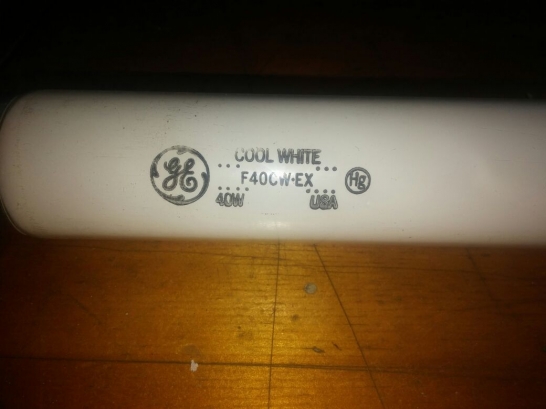 COOL WHITE
GE F40CW-EX Hg
40W USA